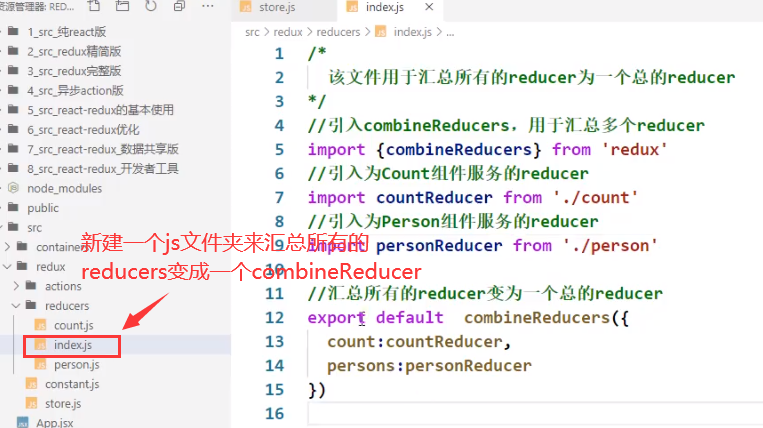 资源管理器: RED...
store.js
index.js
src > redux > reducers > index.js > ...
1_src_纯react版
2_src_redux精简版
3_src_redux完整版
4_src_异步action版
5_src_react-redux的基本使用
6_src_react-redux优化
7_src_react-redux_数据共享版
8_src_react-redux_开发者工具
node_modules
public
src
redux
actions
reducers
count.js
index.js
person.js
constant.js
store.js
App.jsx
新建一个js文件夹来汇总所有的
reducers变成一个combineReducer
1 /*
2 该文件用于汇总所有的reducer为一个总的reducer
3 */
4 //引入combineReducers，用于汇总多个reducer
5 import {combineReducers} from 'redux'
6 //引入为Count组件服务的reducer
7 import countReducer from './count'
8 //引入为Person组件服务的reducer
9 import personReducer from './person'
10
11 //汇总所有的reducer变为一个总的reducer
12 export default combineReducers({
13 count:countReducer,
14 persons:personReducer
15 })
16